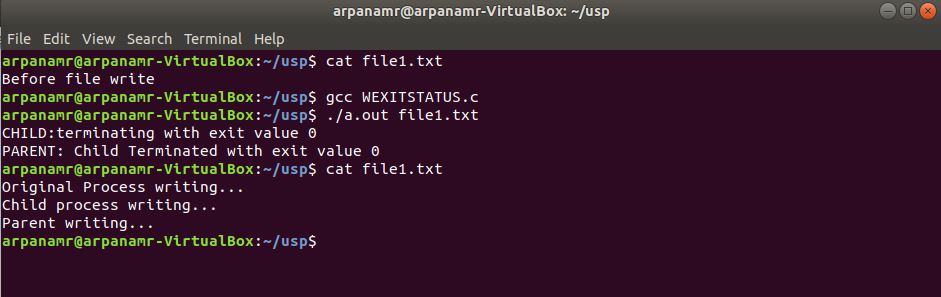 arpanamr@arpanamr-VirtualBox: ~/usp
File Edit View Search Terminal Help
arpanamr@arpanamr-VirtualBox:~/usp$ cat file1.txt
Before file write
arpanamr@arpanamr-VirtualBox:~/usp$ gcc WEXITSTATUS.c
arpanamr@arpanamr-VirtualBox:~/usp$ ./a.out file1.txt
CHILD:terminating with exit value 0
PARENT: Child Terminated with exit value 0
arpanamr@arpanamr-VirtualBox:~/usp$ cat file1.txt
Original Process writing...
Child process writing...
Parent writing...
arpanamr@arpanamr-VirtualBox:~/usp$